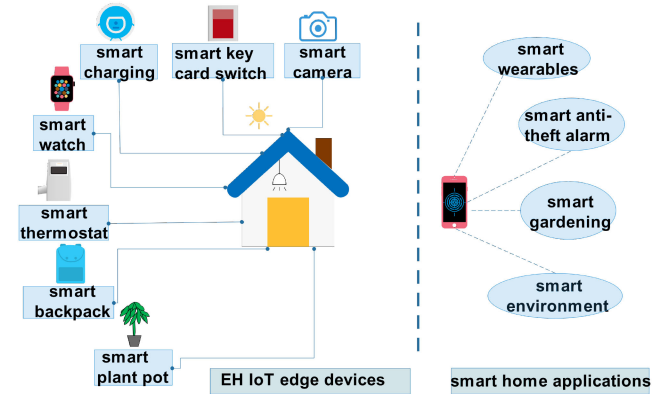 smart
charging
smart key
card switch
smart
camera
smart
watch
smart
thermostat
smart
backpack
smart
plant pot
EH IoT edge devices
smart
wearables
smart anti-
theft alarm
smart
gardening
smart
environment
smart home applications